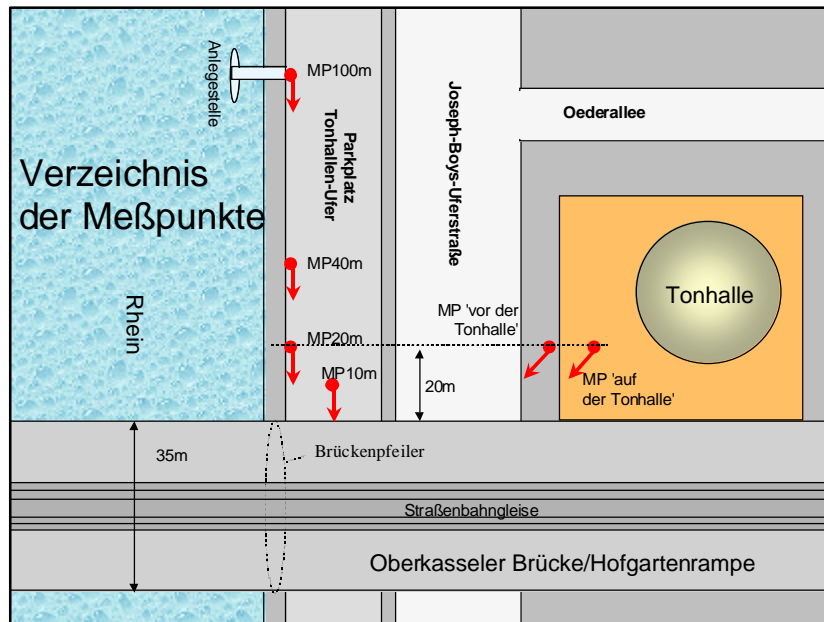 Anlegestelle
MP100m
Parkplatz
Tonhallen-Ufer
Joseph-Boys-Uferstraße
Oederallee
Verzeichnis
der Meßpunkte
Rhein
MP40m
MP20m
MP10m
MP 'vor der
Tonhalle'
Tonhalle
20m
MP 'auf
der Tonhalle'
35m
Brückenpfeiler
Straßenbahngleise
Oberkasseler Brücke/Hofgartenrampe